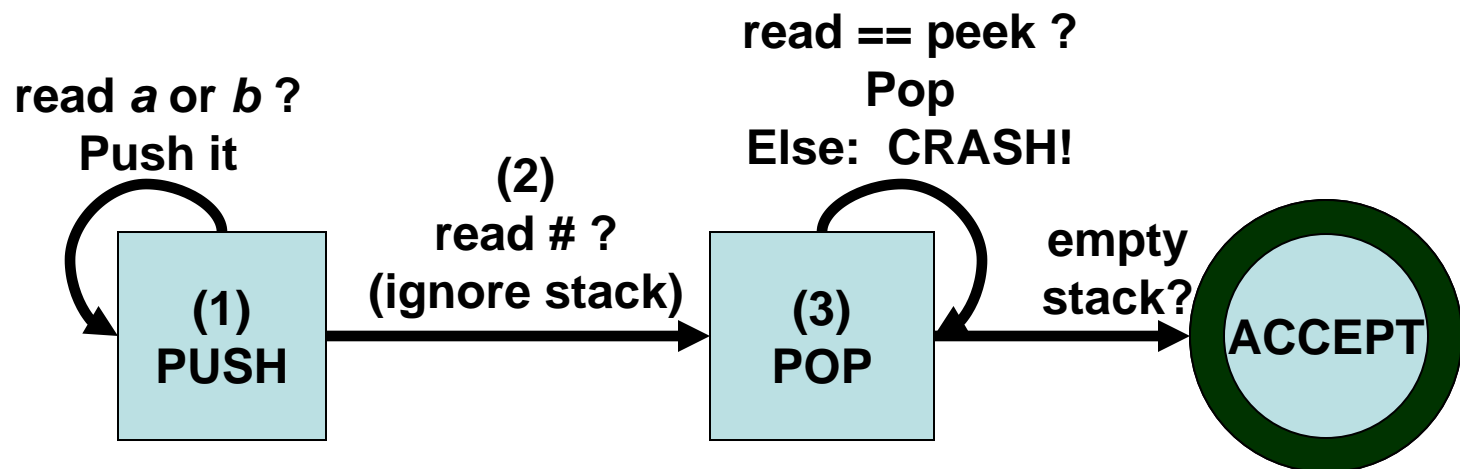 read a or b ?
Push it
(1)
PUSH
(2)
read # ?
(ignore stack)
read == peek ?
Pop
Else:  CRASH!
(3)
POP
empty
stack?
ACCEPT